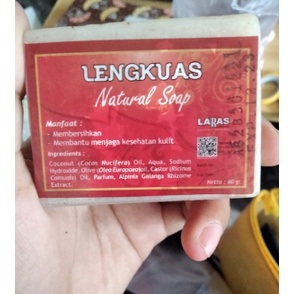 LENGKUAS
Natural Soap
LARAS
Manfaat :
- Membersihkan
- Membantu menjaga kesehatan kulit.
Ingredients :
Coconut (Cocos Nucifera) Oil, Aqua, Sodium
Hydroxide, Olive (Olea Europaea) Oil, Castor (Ricinus
Comunis) Oil, Parfum, Alpinia Galanga Rhizome
Extract.
Netto : 60 gr